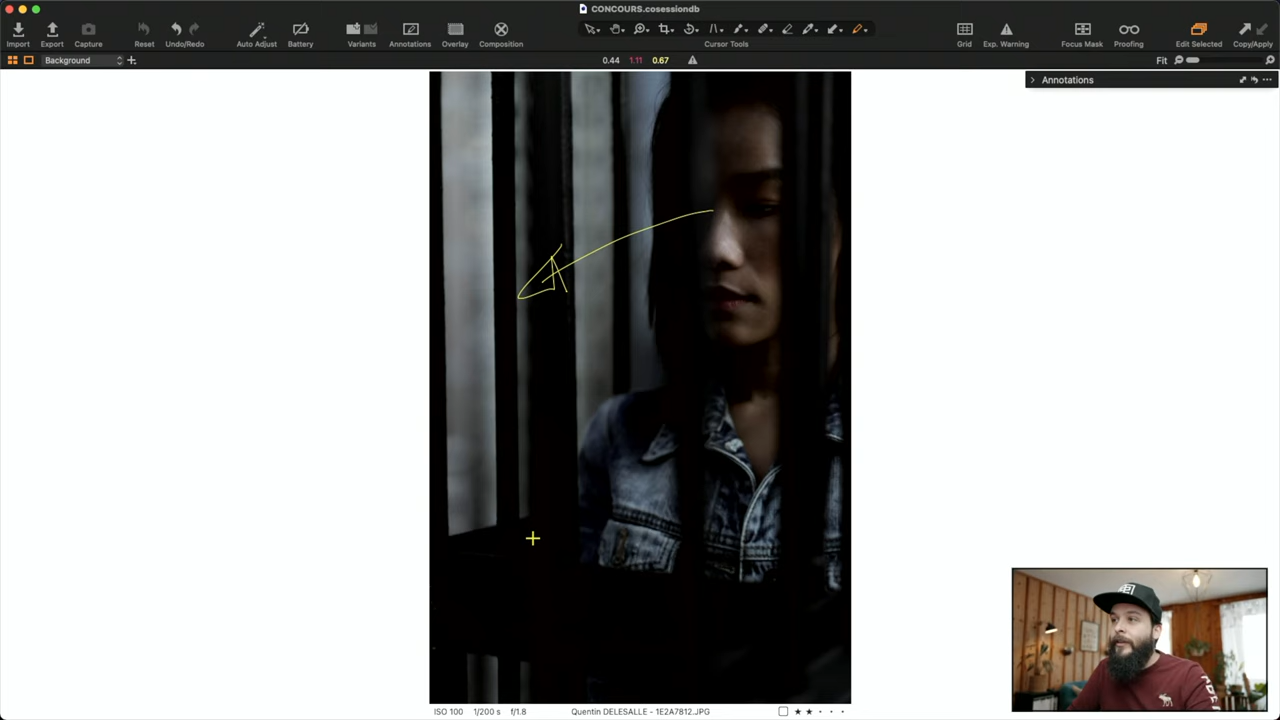 CONCOURS.cosessiondb
Import Export Capture Reset Undo/Redo Auto Adjust Battery Variants Annotations Overlay Composition Cursor Tools Grid Exp. Warning Focus Mask Proofing Edit Selected Copy/Apply
Background 0.44 1.11 0.67 Fit
Annotations
ISO 100 1/200 s f/1.8 Quentin DELESALLE - 1E2A7812.JPG